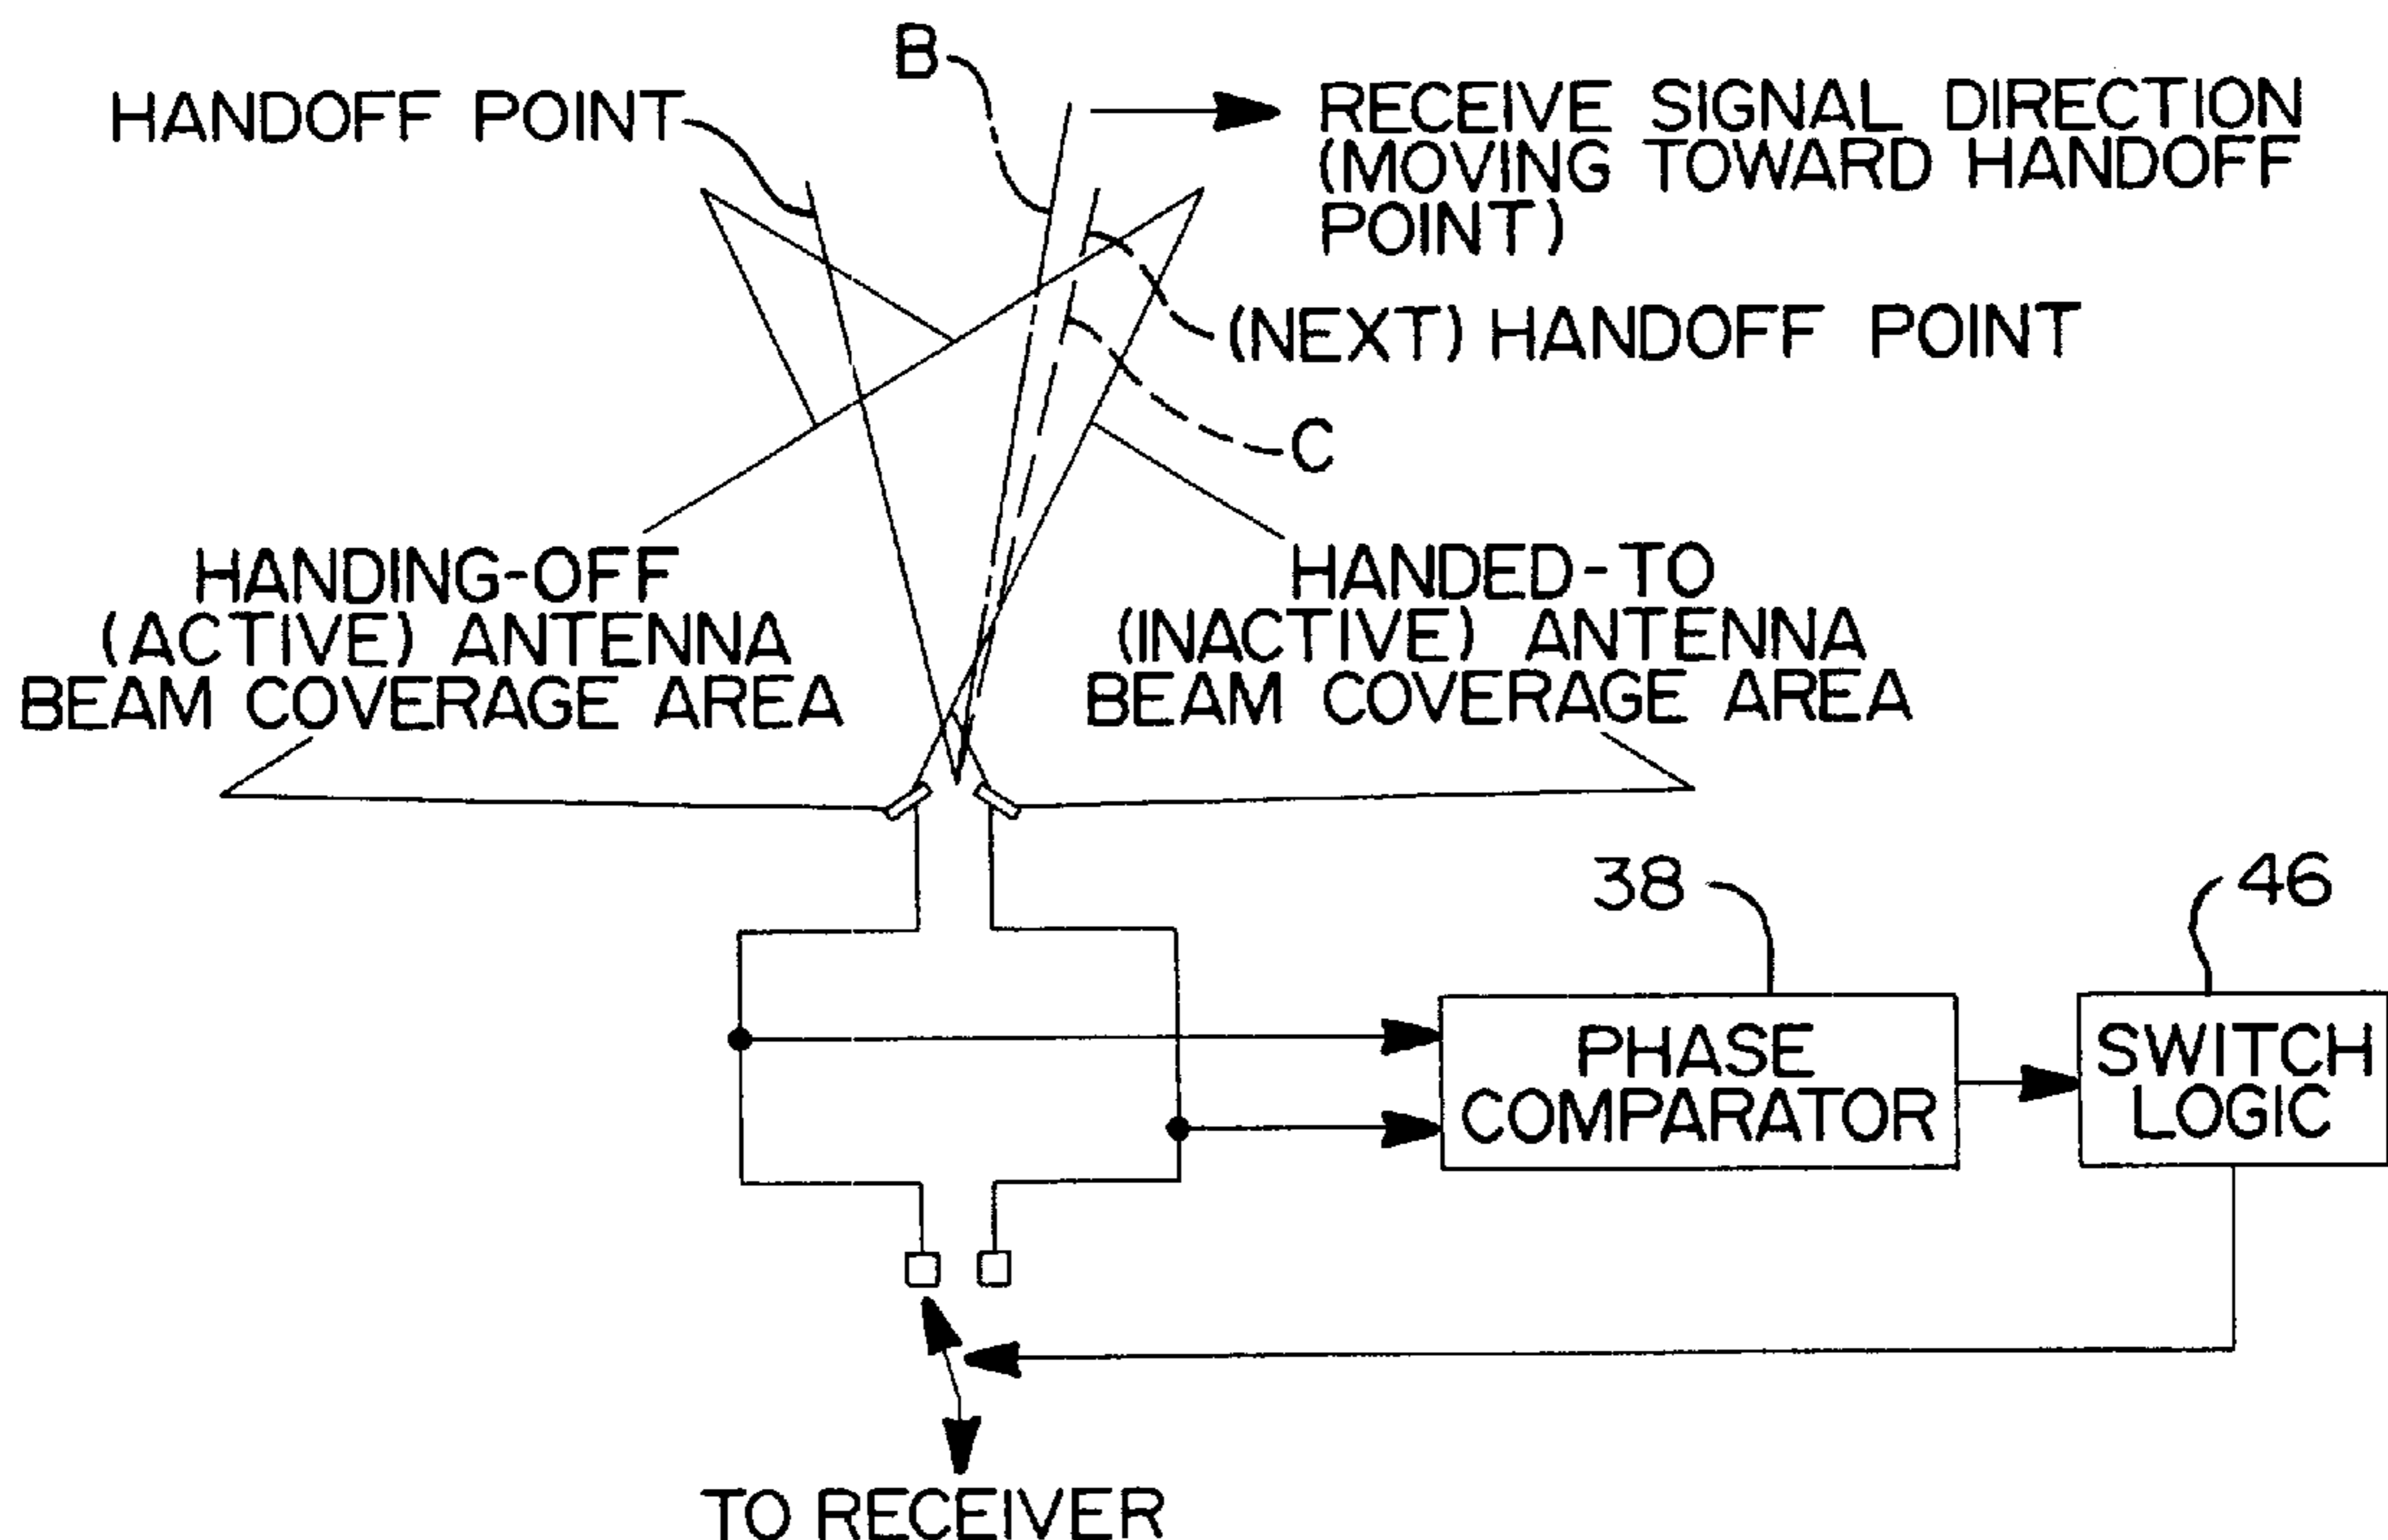 B
HANDOFF POINT
RECEIVE SIGNAL DIRECTION
(MOVING TOWARD HANDOFF
POINT)
(NEXT) HANDOFF POINT
C
HANDING-OFF
(ACTIVE) ANTENNA
BEAM COVERAGE AREA
HANDED-TO
(INACTIVE) ANTENNA
BEAM COVERAGE AREA
38
46
PHASE
COMPARATOR
SWITCH
LOGIC
TO RECEIVER